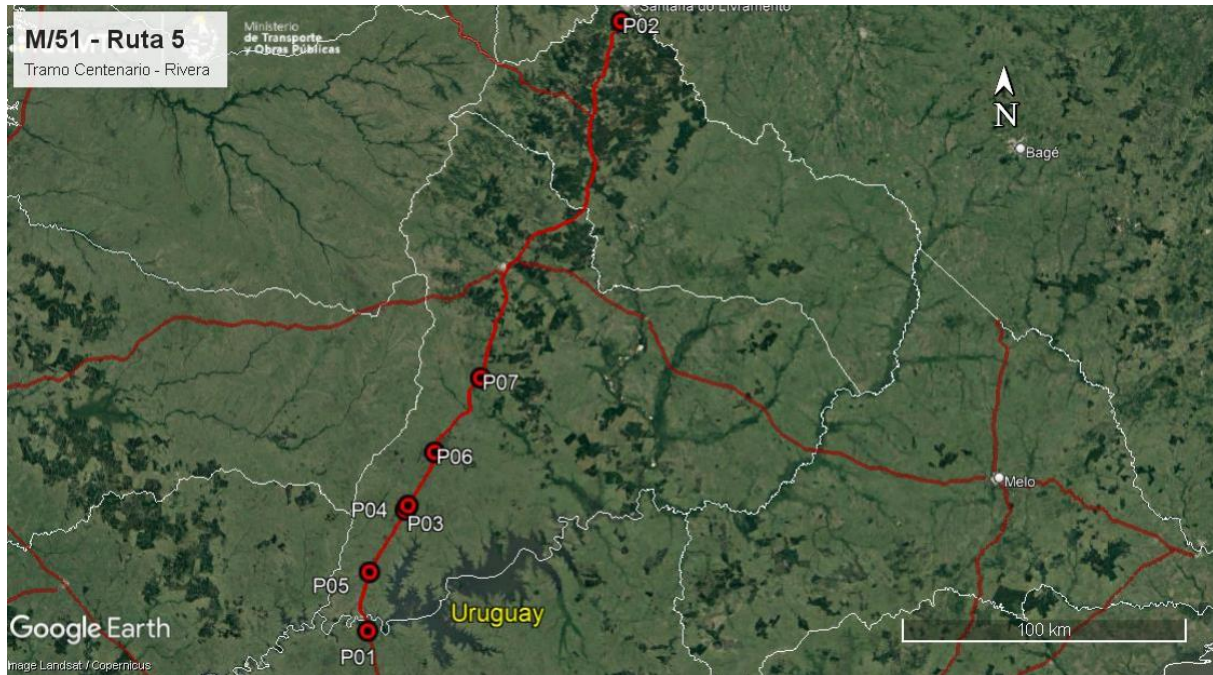 M/51 - Ruta 5
Tramo Centenario - Rivera
Ministerio
de Transporte
y Obras Públicas
Santana do Livramento
P02
N
Bagé
P07
P06
Melo
P04
P03
P05
Uruguay
P01
Google Earth
100 km
Image Landsat / Copernicus